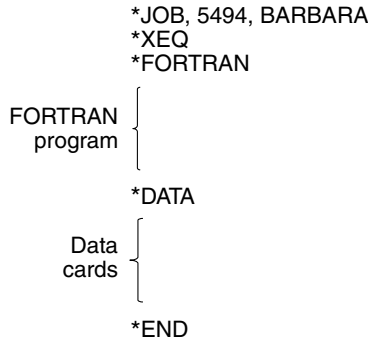 *JOB, 5494, BARBARA
*XEQ
*FORTRAN
FORTRAN
program
*DATA
Data
cards
*END